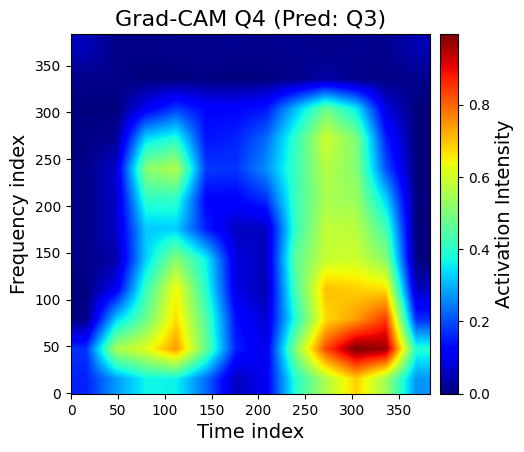 Grad-CAM Q4 (Pred: Q3)
Frequency index
350
300
250
200
150
100
50
0
0 50 100 150 200 250 300 350
Time index
0.8
0.6
0.4
0.2
0.0
Activation Intensity